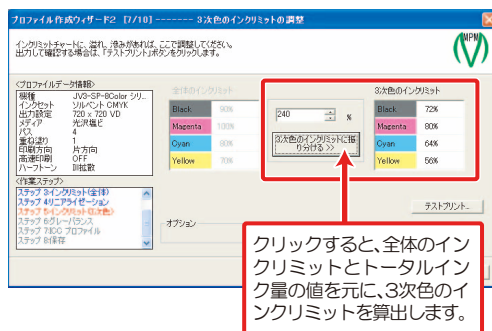 プロファイル作成ウィザード2 [7/10] ------- 3次色のインクリミットの調整
インクリミットチャートに、溢れ、滲みがあれば、ここで調整してください。
出力して確認する場合は、「テストプリント」ボタンをクリックします。
MPM
<プロファイルデータ情報>
機種 JV3-SP-8Color シリ...
インクセット ソルベント CMYK
出力設定 720 x 720 VD
メディア 光沢塩ビ
パス 4
重ね塗り 1
印刷方向 片方向
高速印刷 OFF
ハーフトーン D拡散
<作業ステップ>
ステップ 3:インクリミット(全体)
ステップ 4:リニアライゼーション
ステップ 5:インクリミット(3次色)
ステップ 6:グレーバランス
ステップ 7:ICC プロファイル
ステップ 8:保存
全体のインクリミット
Black 90%
Magenta 100%
Cyan 80%
Yellow 70%
240 %
3次色のインクリミットに振り分ける >>
3次色のインクリミット
Black 72%
Magenta 80%
Cyan 64%
Yellow 56%
オプション
テストプリント...
クリックすると、全体のイン
クリミットとトータルイン
ク量の値を元に、3次色のイ
ンクリミットを算出します。